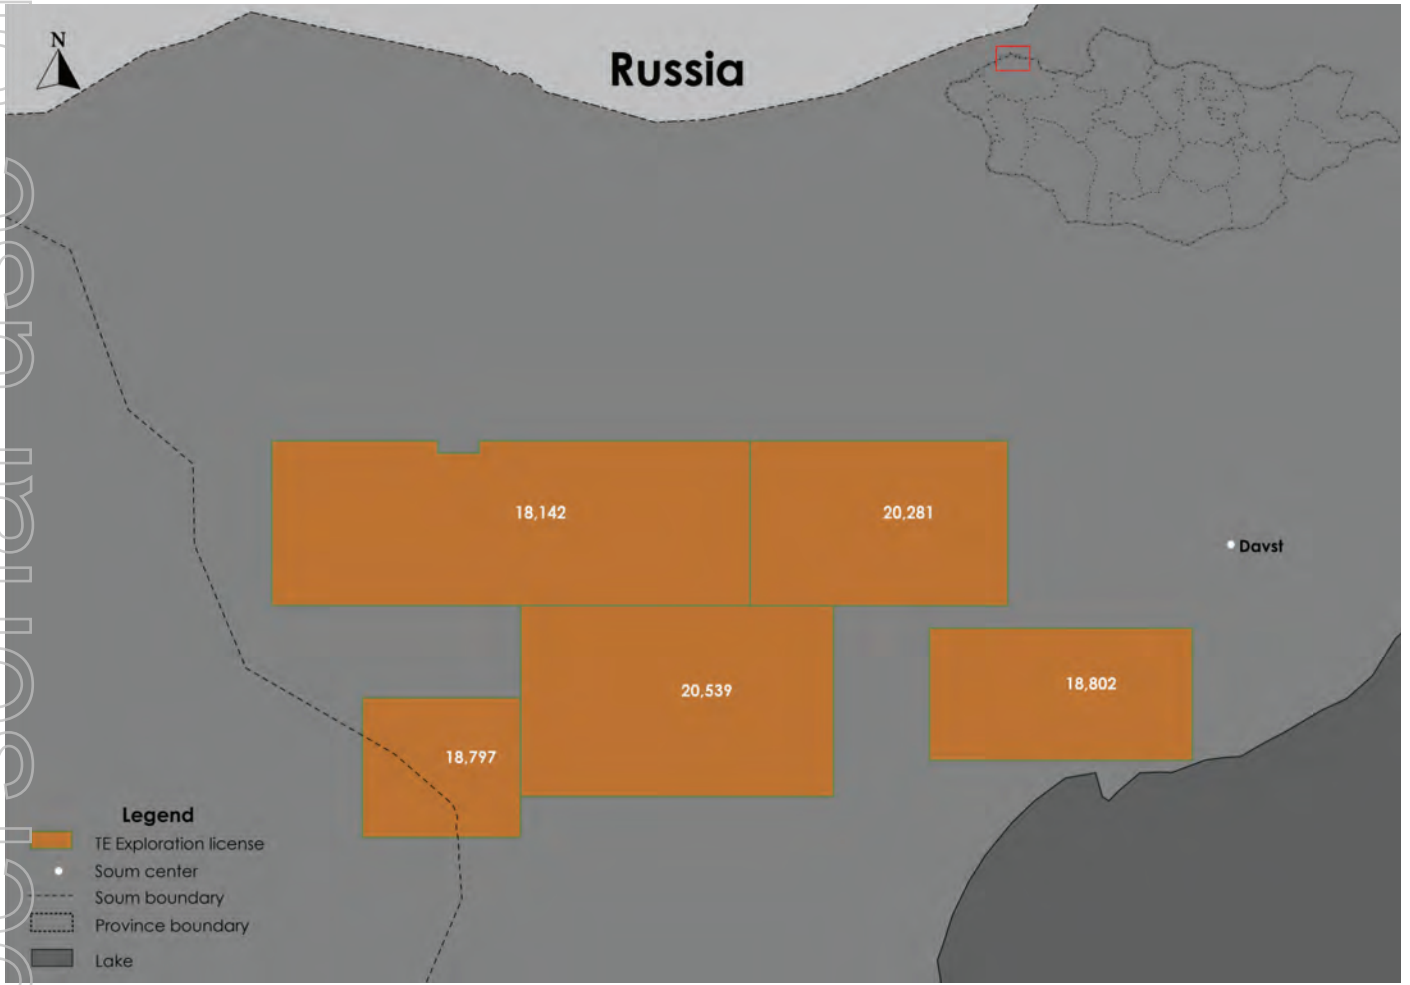 N
Russia
18,142
20,281
Davst
20,539
18,802
18,797
Legend
TE Exploration license
Soum center
Soum boundary
Province boundary
Lake